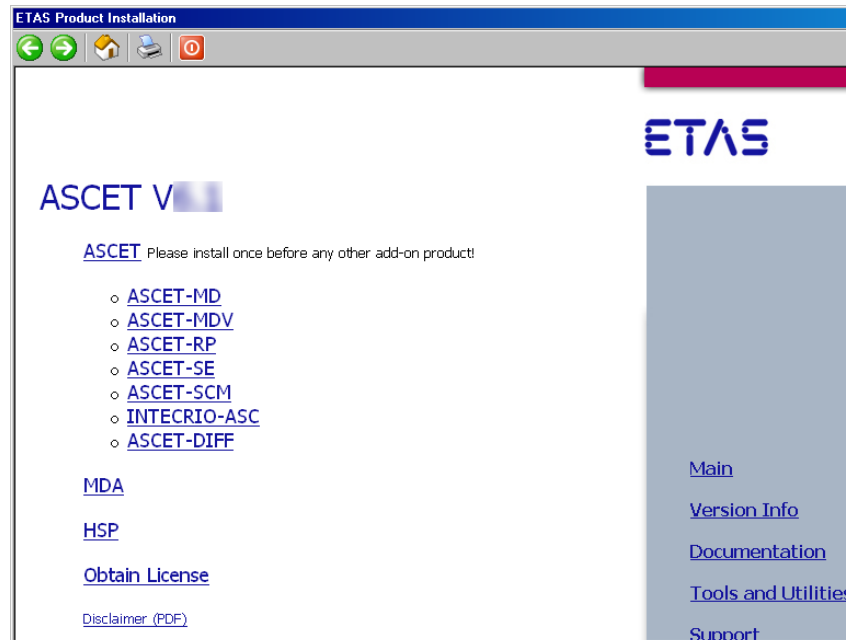 ETAS Product Installation
ETAS
ASCET V
ASCET Please install once before any other add-on product!
ASCET-MD
ASCET-MDV
ASCET-RP
ASCET-SE
ASCET-SCM
INTECRIO-ASC
ASCET-DIFF
MDA
HSP
Obtain License
Disclaimer (PDF)
Main
Version Info
Documentation
Tools and Utilities
Support